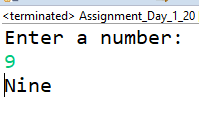 <terminated> Assignment_Day_1_20
Enter a number:
9
Nine